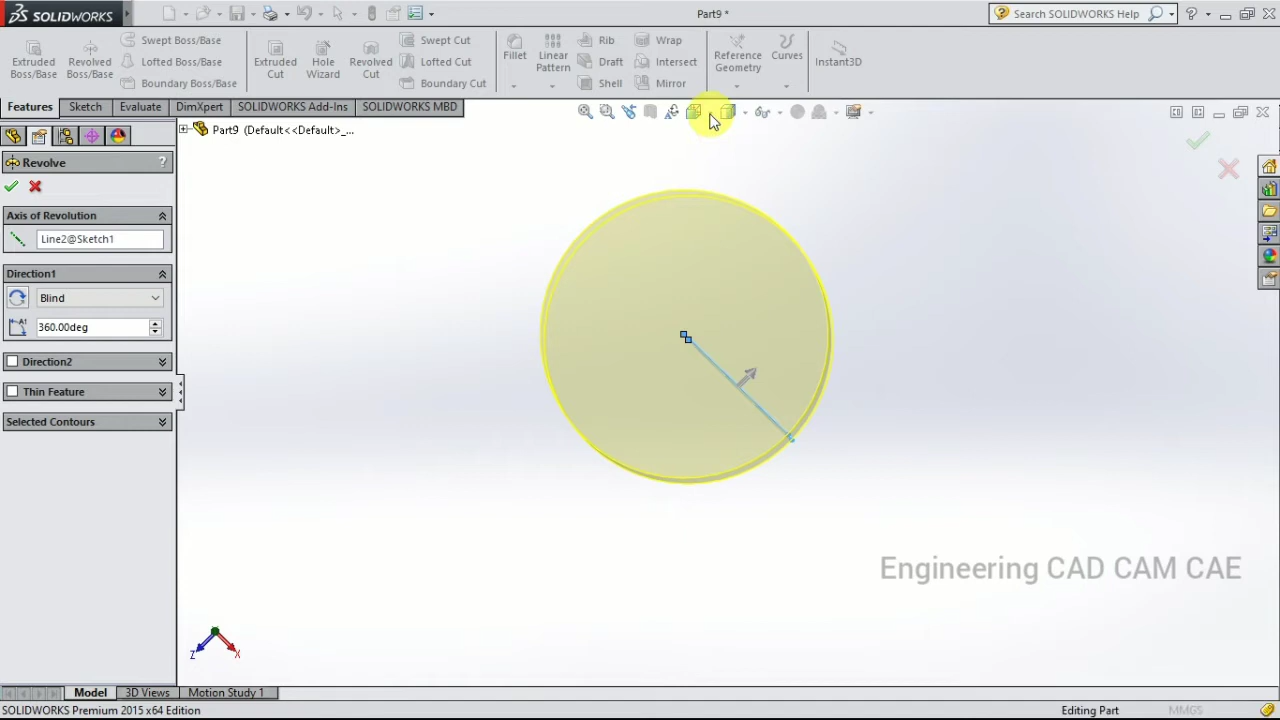 SOLIDWORKS
Part9 *
Search SOLIDWORKS Help
Extruded Boss/Base
Revolved Boss/Base
Swept Boss/Base
Lofted Boss/Base
Boundary Boss/Base
Extruded Cut
Hole Wizard
Revolved Cut
Swept Cut
Lofted Cut
Boundary Cut
Fillet
Linear Pattern
Rib
Draft
Shell
Wrap
Intersect
Mirror
Reference Geometry
Curves
Instant3D
Features
Sketch
Evaluate
DimXpert
SOLIDWORKS Add-Ins
SOLIDWORKS MBD
Part9 (Default<<Default>_...
Revolve
?
Axis of Revolution
Line2@Sketch1
Direction1
Blind
360.00deg
Direction2
Thin Feature
Selected Contours
Engineering CAD CAM CAE
Z
X
Model
3D Views
Motion Study 1
SOLIDWORKS Premium 2015 x64 Edition
Editing Part
MMGS